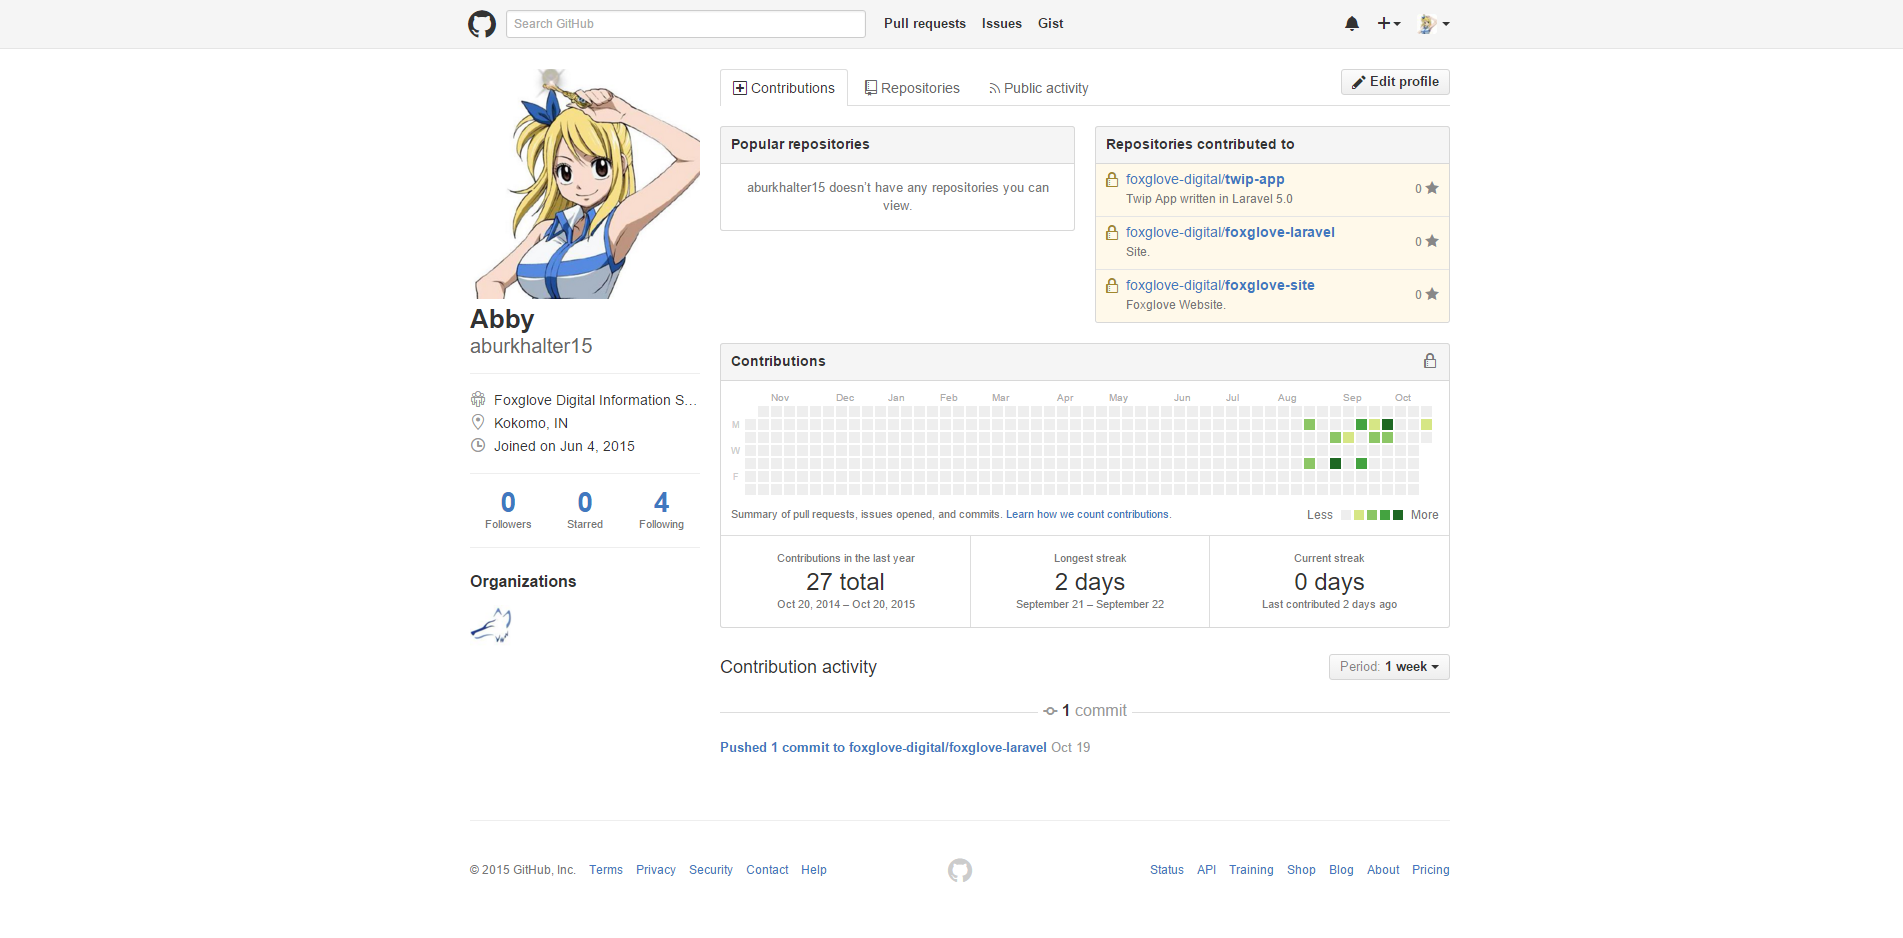 Search GitHub
Pull requests
Issues
Gist
Contributions
Repositories
Public activity
Edit profile
Abby
aburkhalter15
Foxglove Digital Information S...
Kokomo, IN
Joined on Jun 4, 2015
0 0 4
Followers Starred Following
Organizations
Popular repositories
aburkhalter15 doesn't have any repositories you can
view.
Repositories contributed to
foxglove-digital/twip-app
Twip App written in Laravel 5.0
0
foxglove-digital/foxglove-laravel
Site.
0
foxglove-digital/foxglove-site
Foxglove Website.
0
Contributions
Nov Dec Jan Feb Mar Apr May Jun Jul Aug Sep Oct
M
W
F
Summary of pull requests, issues opened, and commits. Learn how we count contributions.
Less More
Contributions in the last year
27 total
Oct 20, 2014 – Oct 20, 2015
Longest streak
2 days
September 21 – September 22
Current streak
0 days
Last contributed 2 days ago
Contribution activity
Period: 1 week
1 commit
Pushed 1 commit to foxglove-digital/foxglove-laravel Oct 19
© 2015 GitHub, Inc. Terms Privacy Security Contact Help
Status API Training Shop Blog About Pricing